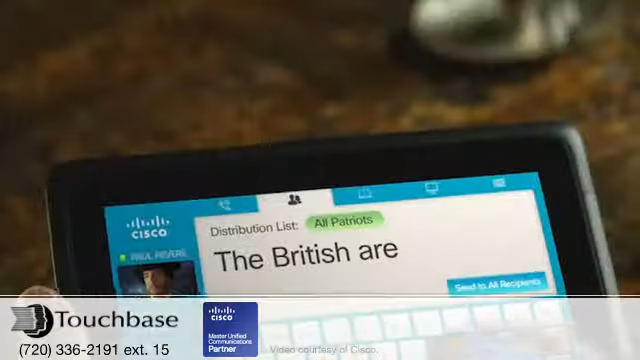 CISCO
PAUL REVERE
Distribution List: All Patriots
The British are
Send to All Recipients
Touchbase
(720) 336-2191 ext. 15
CISCO
Master Unified
Communications
Partner
Video courtesy of Cisco.